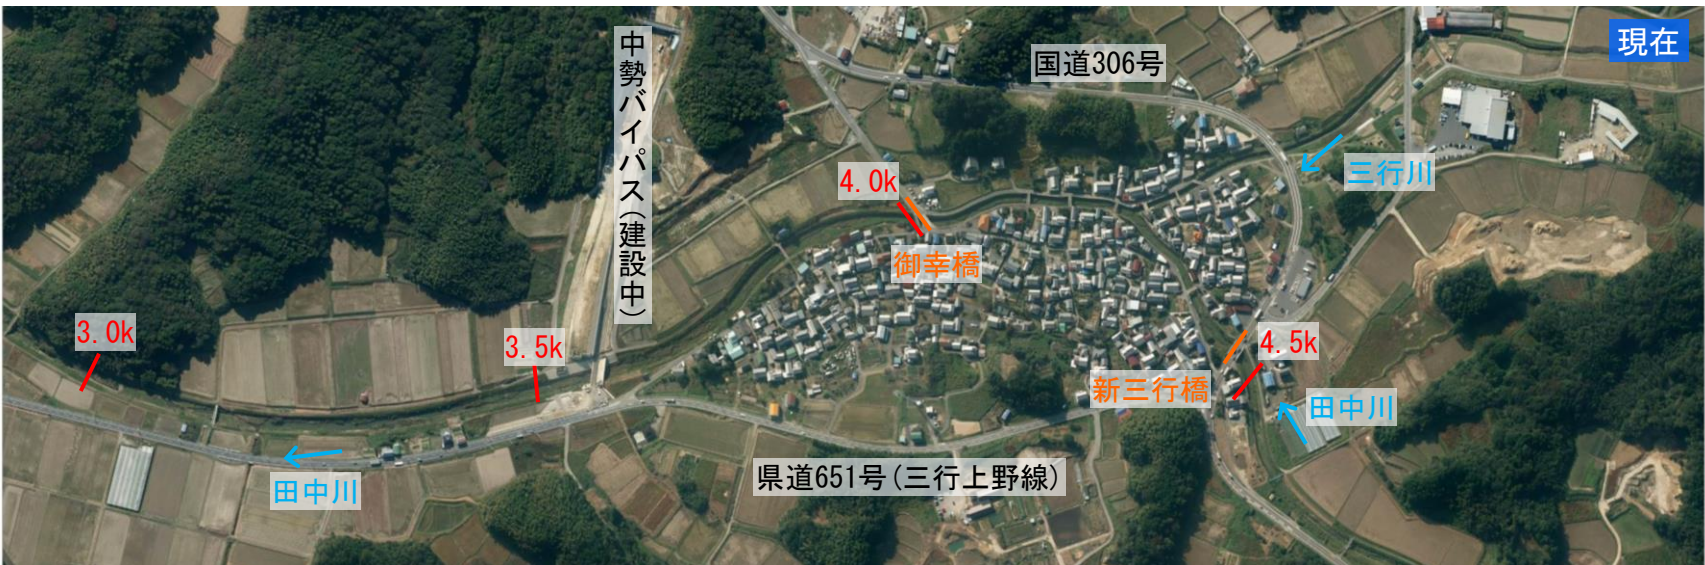 現在
国道306号
中勢バイパス(建設中)
三行川
4.0k
御幸橋
3.0k
3.5k
4.5k
新三行橋
田中川
県道651号(三行上野線)
田中川